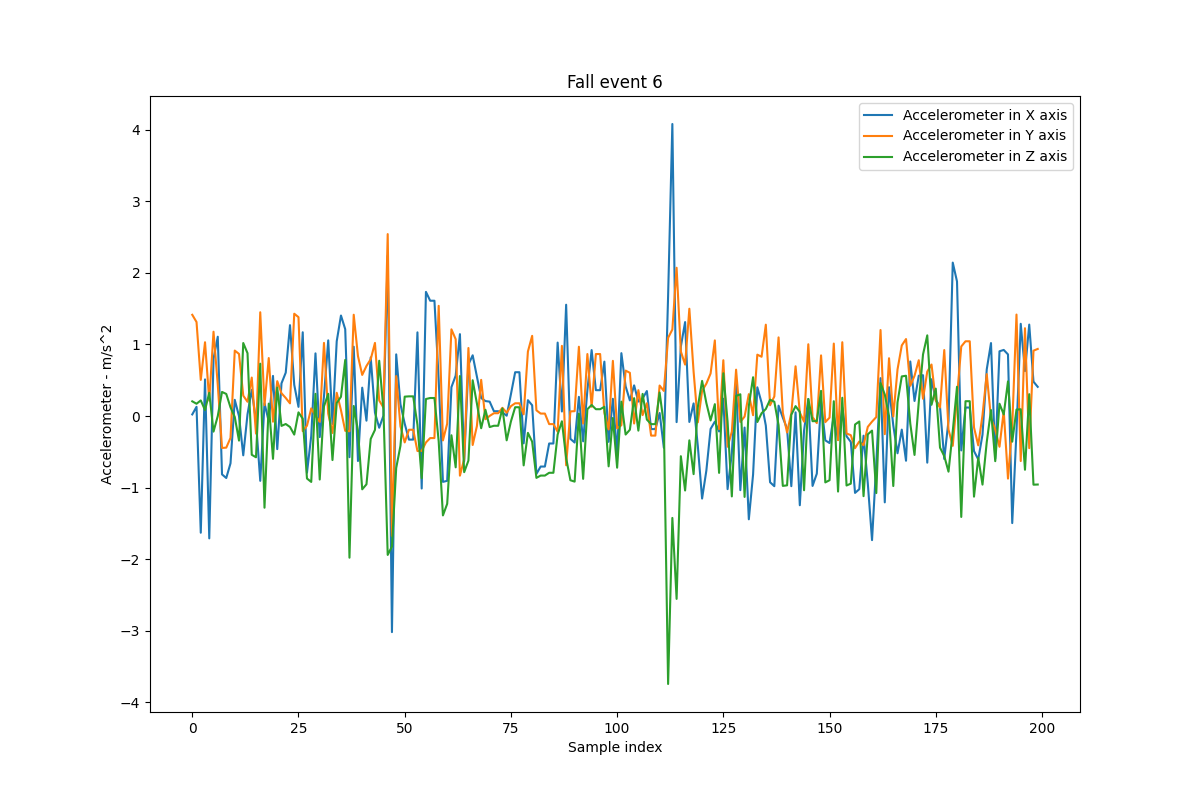 Fall event 6
Accelerometer in X axis
Accelerometer in Y axis
Accelerometer in Z axis
Accelerometer - m/s^2
4
3
2
1
0
−1
−2
−3
−4
0 25 50 75 100 125 150 175 200
Sample index